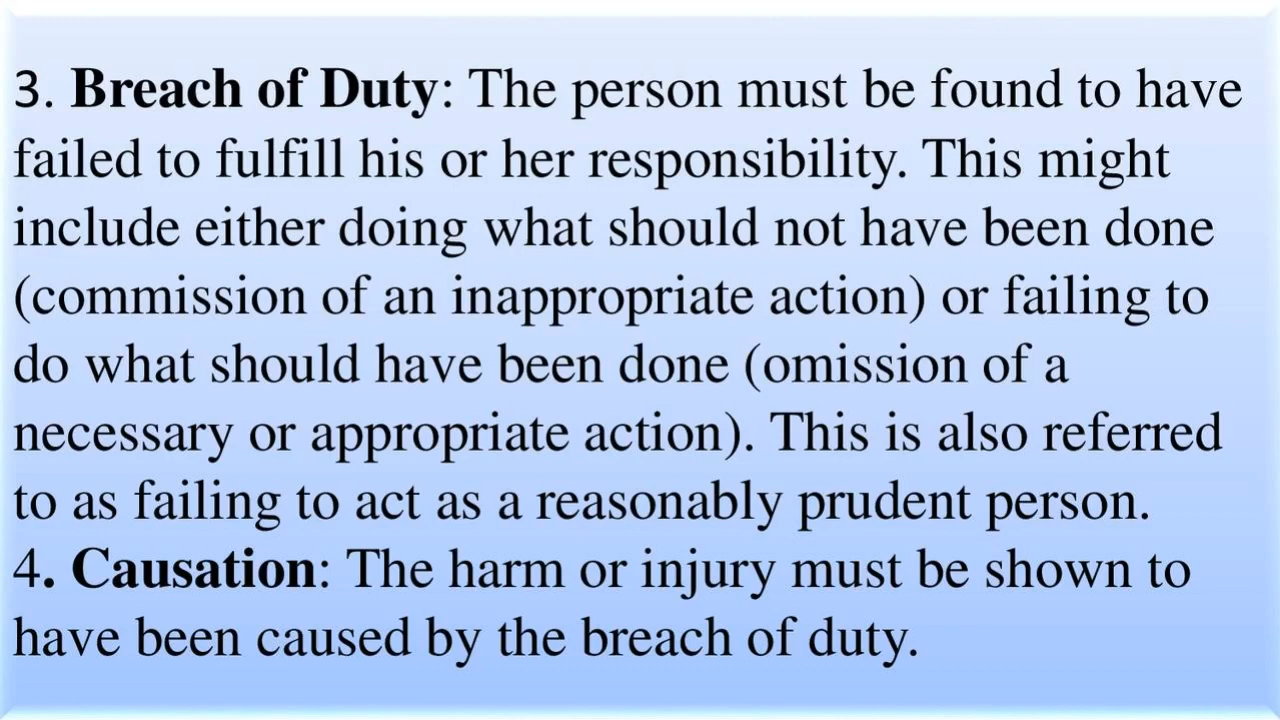 3. Breach of Duty: The person must be found to have
failed to fulfill his or her responsibility. This might
include either doing what should not have been done
(commission of an inappropriate action) or failing to
do what should have been done (omission of a
necessary or appropriate action). This is also referred
to as failing to act as a reasonably prudent person.
4. Causation: The harm or injury must be shown to
have been caused by the breach of duty.